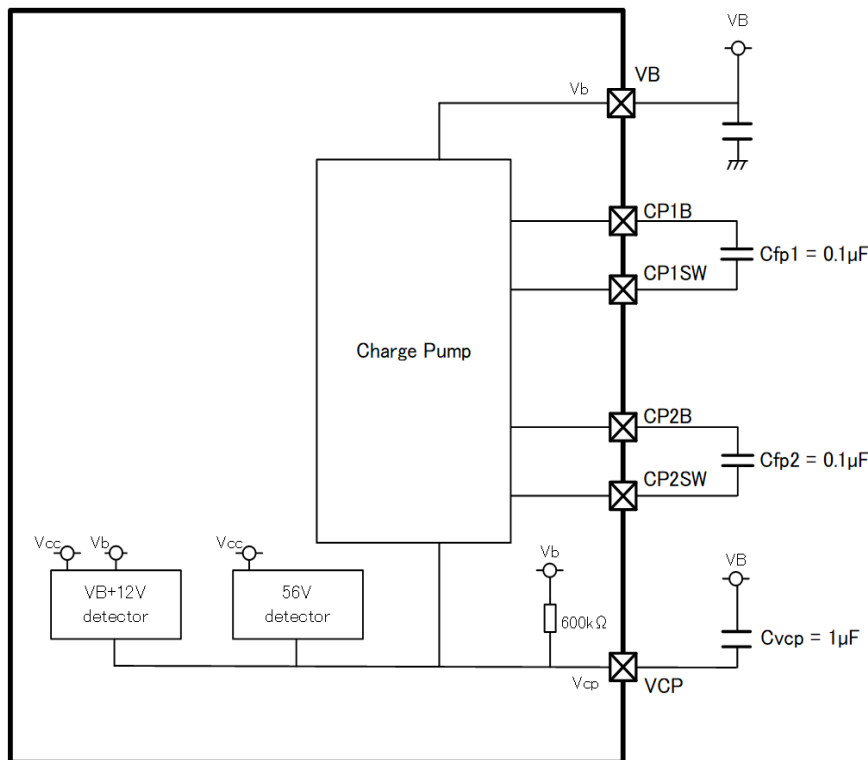 VB
VB
Vb
CP1B
Cfp1 = 0.1μF
CP1SW
Charge Pump
CP2B
Cfp2 = 0.1μF
CP2SW
Vcc
Vb
Vcc
Vb
VB
VB+12V
detector
56V
detector
600kΩ
Cvcp = 1μF
Vcp
VCP